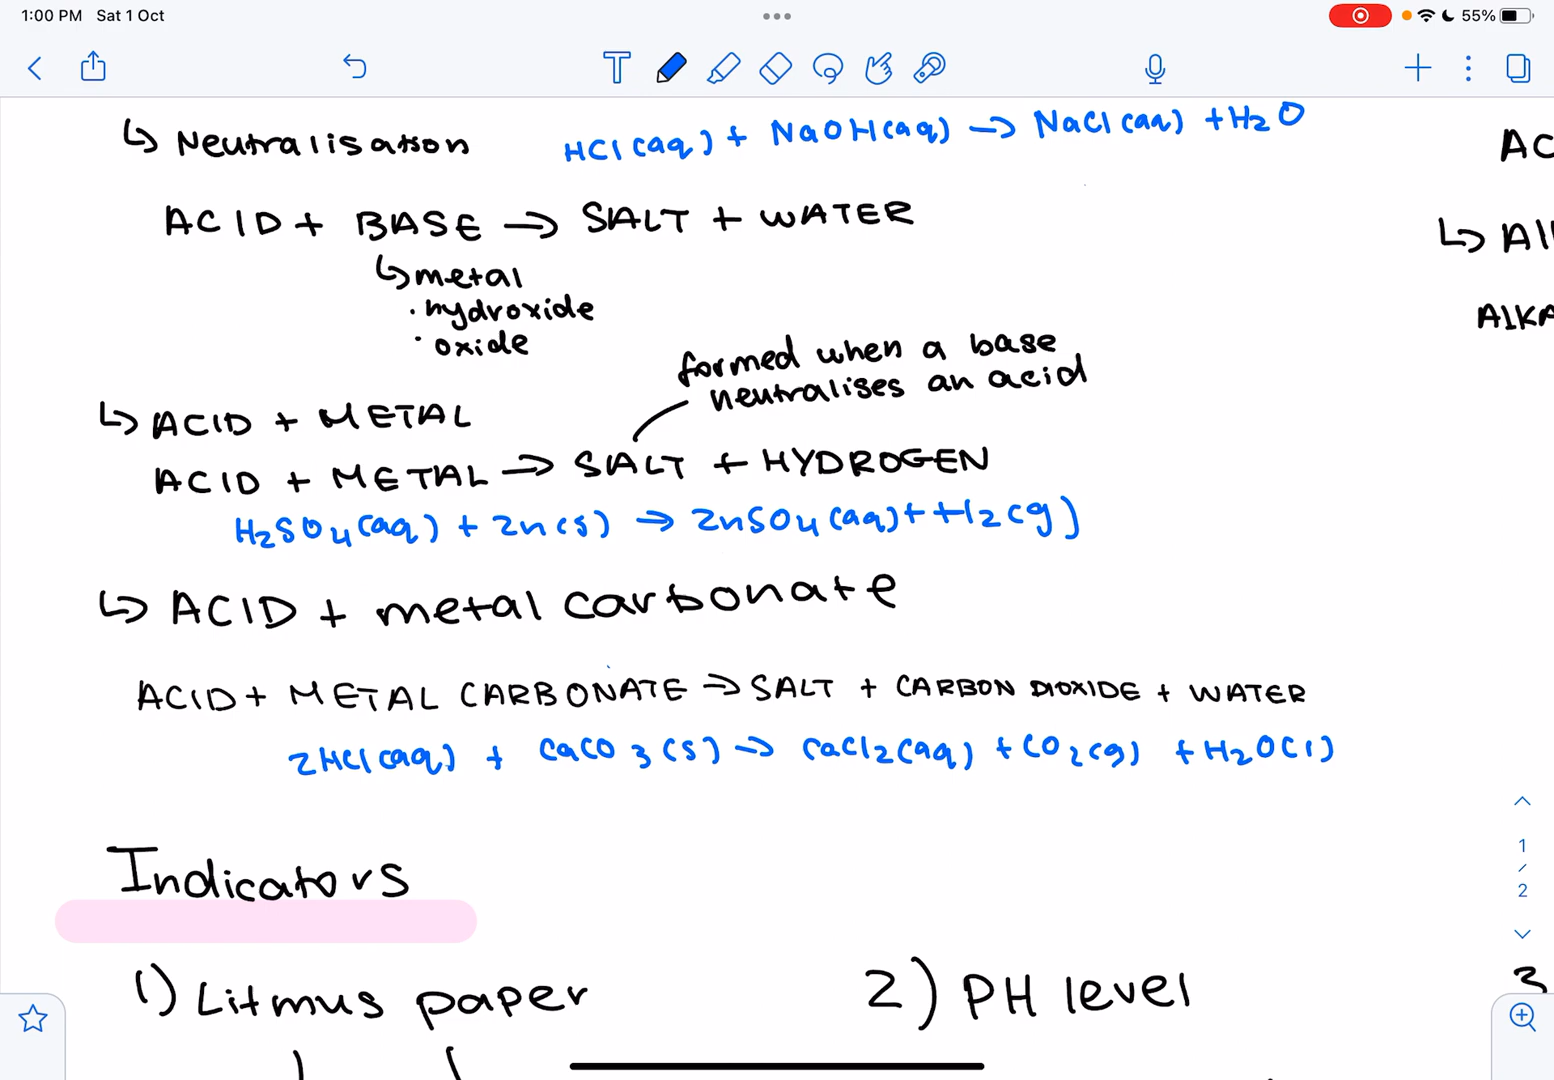 1:00 PM Sat 1 Oct
55%
↳ Neutralisation HCl(aq) + NaOH(aq) → NaCl(aq) + H2O
AC
ACID + BASE → SALT + WATER
↳ Al
↳ metal
· hydroxide
ALKA
· oxide
formed when a base
neutralises an acid
↳ ACID + METAL
ACID + METAL → SALT + HYDROGEN
H2SO4(aq) + Zn(s) → ZnSO4(aq) + H2(g)
↳ ACID + metal carbonate
ACID + METAL CARBONATE → SALT + CARBON DIOXIDE + WATER
2HCl(aq) + CaCO3(s) → CaCl2(aq) + CO2(g) + H2O(l)
1
/
2
Indicators
1) Litmus paper 2) PH level 3